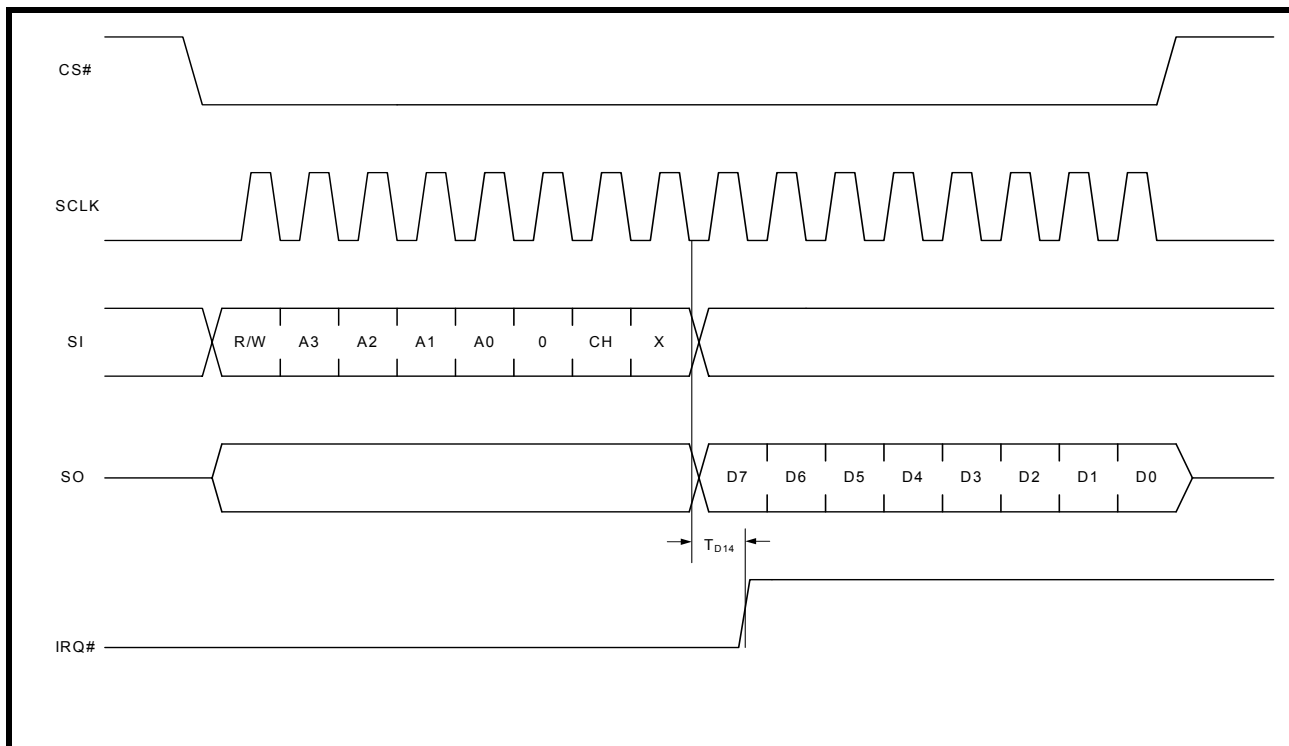 CS#
SCLK
SI
R/W A3 A2 A1 A0 0 CH X
SO
D7 D6 D5 D4 D3 D2 D1 D0
TD14
IRQ#